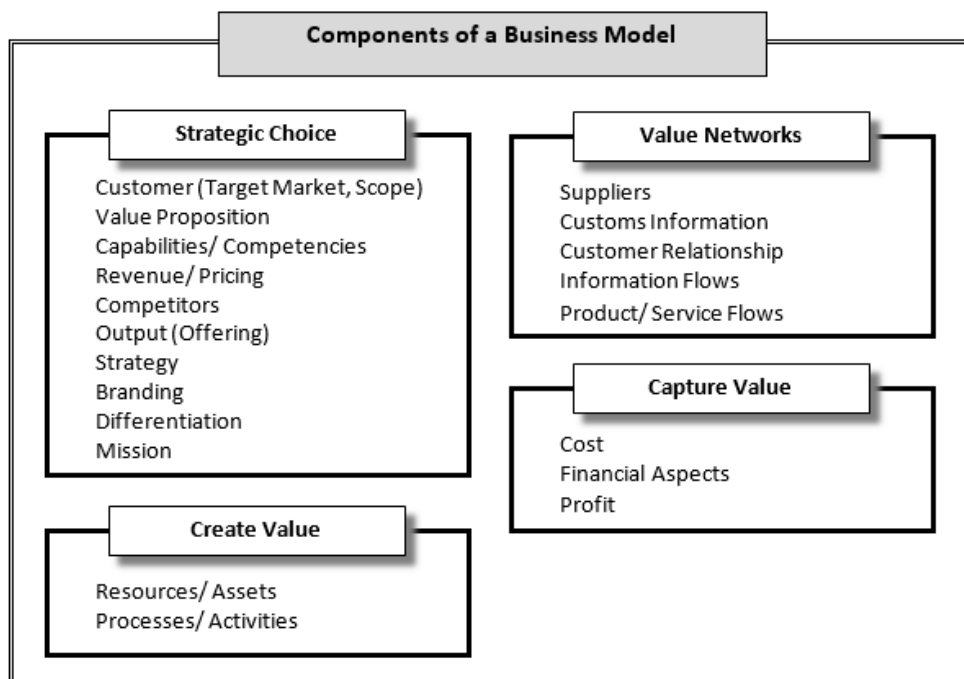 Components of a Business Model
Strategic Choice
Customer (Target Market, Scope)
Value Proposition
Capabilities/ Competencies
Revenue/ Pricing
Competitors
Output (Offering)
Strategy
Branding
Differentiation
Mission
Value Networks
Suppliers
Customs Information
Customer Relationship
Information Flows
Product/ Service Flows
Create Value
Resources/ Assets
Processes/ Activities
Capture Value
Cost
Financial Aspects
Profit